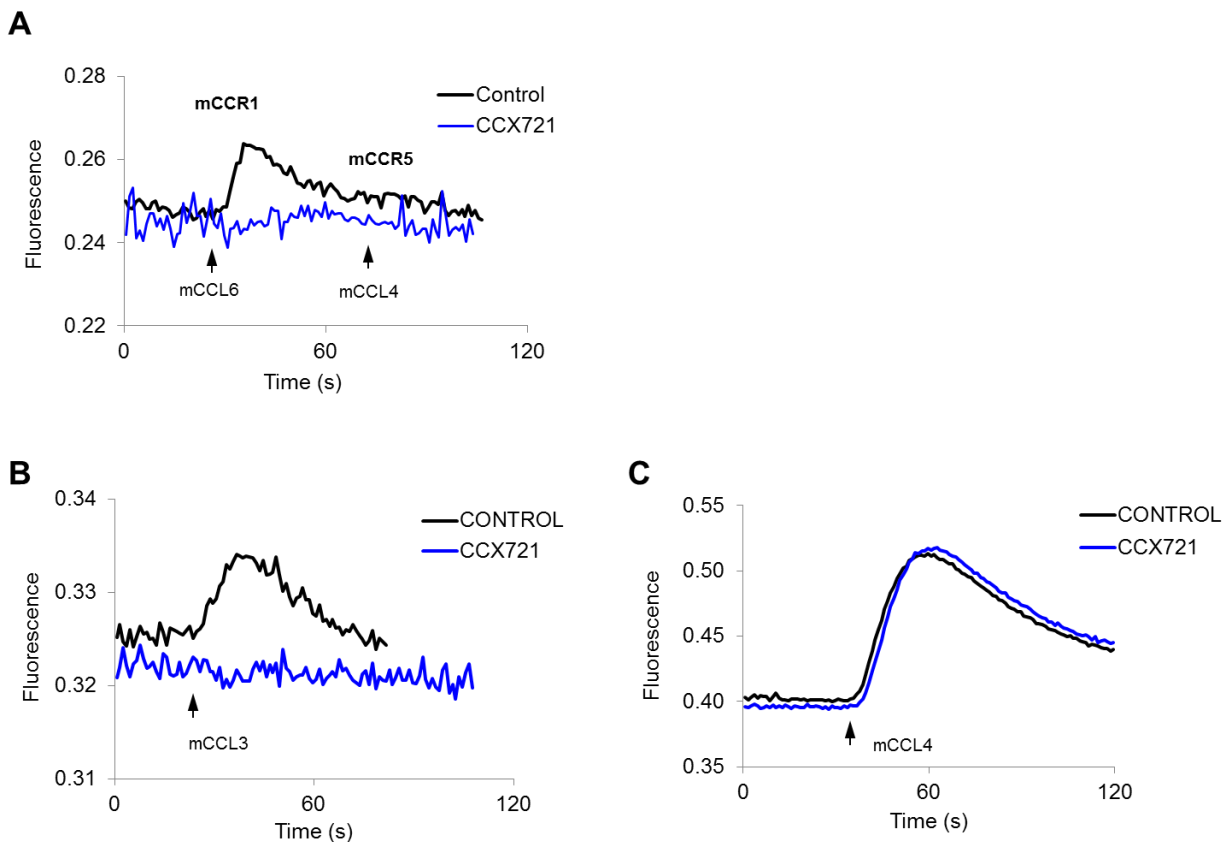 A
0.28
mCCR1
Control
CCX721
0.26
mCCR5
Fluorescence
0.24
mCCL6
mCCL4
0.22
0
60
120
Time (s)
B
0.34
CONTROL
CCX721
0.33
Fluorescence
0.32
mCCL3
0.31
0
60
120
Time (s)
C
0.55
CONTROL
CCX721
0.50
Fluorescence
0.45
0.40
mCCL4
0.35
0
60
120
Time (s)